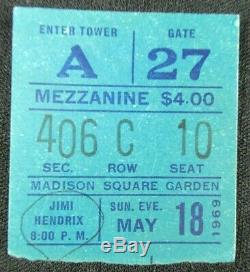 ENTER TOWER GATE
A 27
MEZZANINE $4.00
406 C 10
SEC. ROW SEAT
MADISON SQUARE GARDEN
JIMI HENDRIX 8:00 P. M.
SUN. EVE. MAY 18 1969